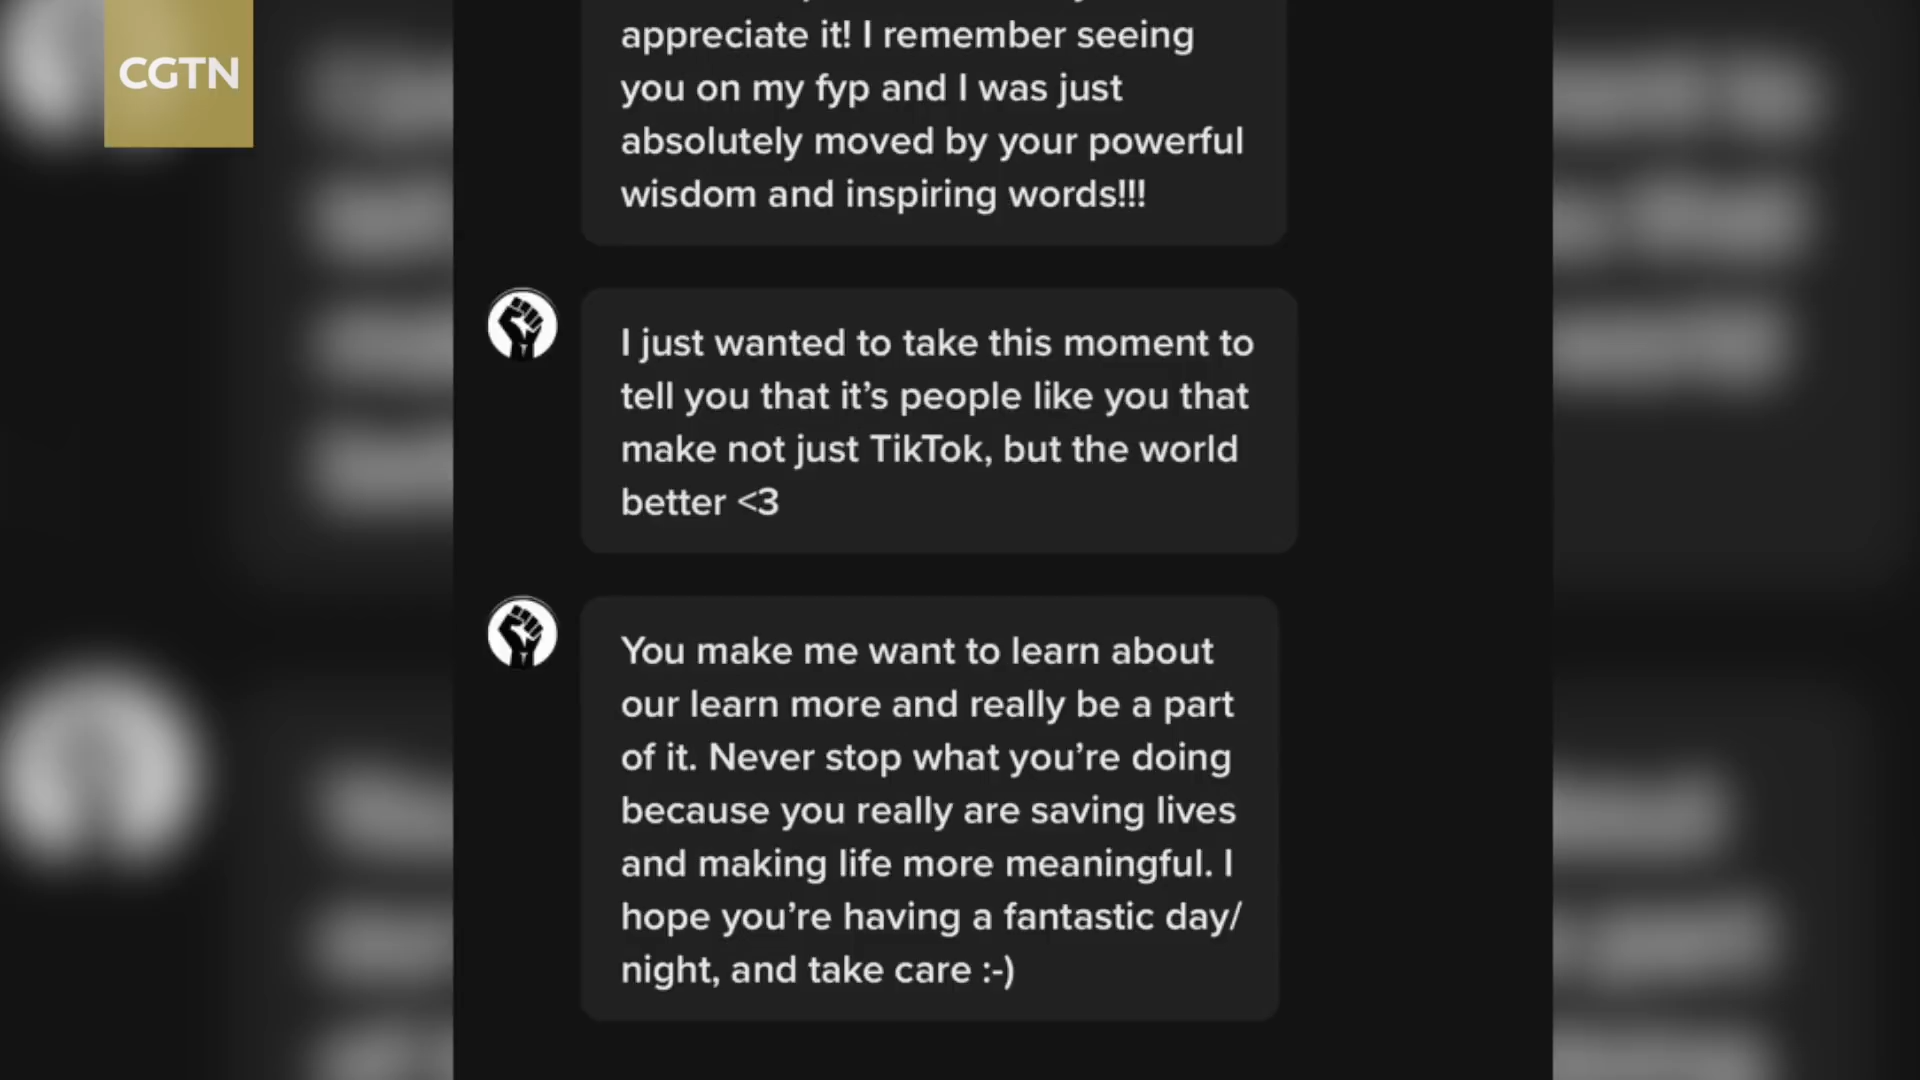 CGTN
appreciate it! I remember seeing
you on my fyp and I was just
absolutely moved by your powerful
wisdom and inspiring words!!!
I just wanted to take this moment to
tell you that it’s people like you that
make not just TikTok, but the world
better <3
You make me want to learn about
our learn more and really be a part
of it. Never stop what you’re doing
because you really are saving lives
and making life more meaningful. I
hope you’re having a fantastic day/
night, and take care :-)